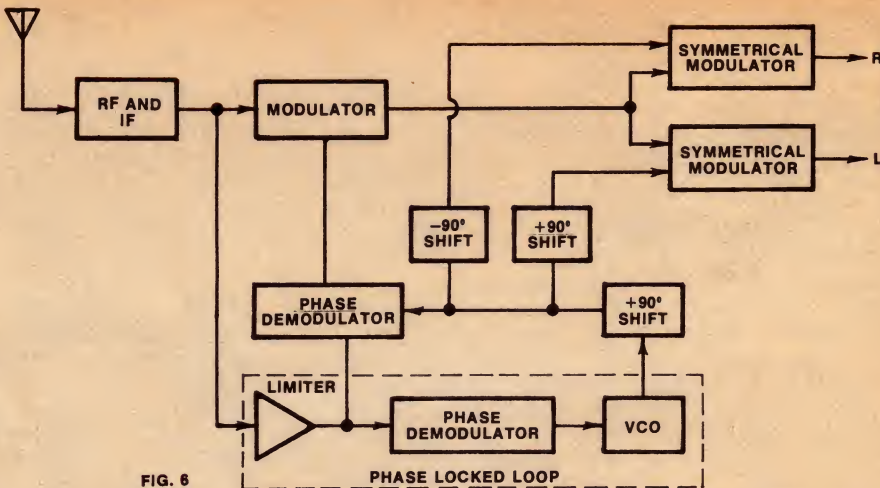 RF AND
IF
MODULATOR
SYMMETRICAL
MODULATOR
R
SYMMETRICAL
MODULATOR
L
-90°
SHIFT
+90°
SHIFT
PHASE
DEMODULATOR
+90°
SHIFT
LIMITER
PHASE
DEMODULATOR
VCO
PHASE LOCKED LOOP
FIG. 6